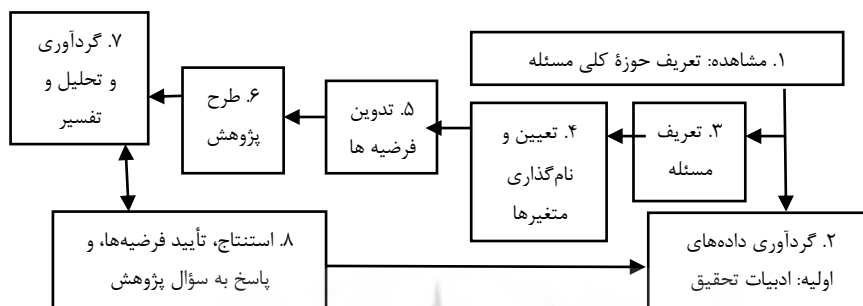 ۱. مشاهده: تعریف حوزۀ کلی مسئله
۲. گردآوری داده‌های
اولیه: ادبیات تحقیق
۳. تعریف
مسئله
۴. تعیین و
نام‌گذاری
متغیرها
۵. تدوین
فرضیه ها
۶. طرح
پژوهش
۷. گردآوری
و تحلیل و
تفسیر
۸. استنتاج، تأیید فرضیه‌ها، و
پاسخ به سؤال پژوهش